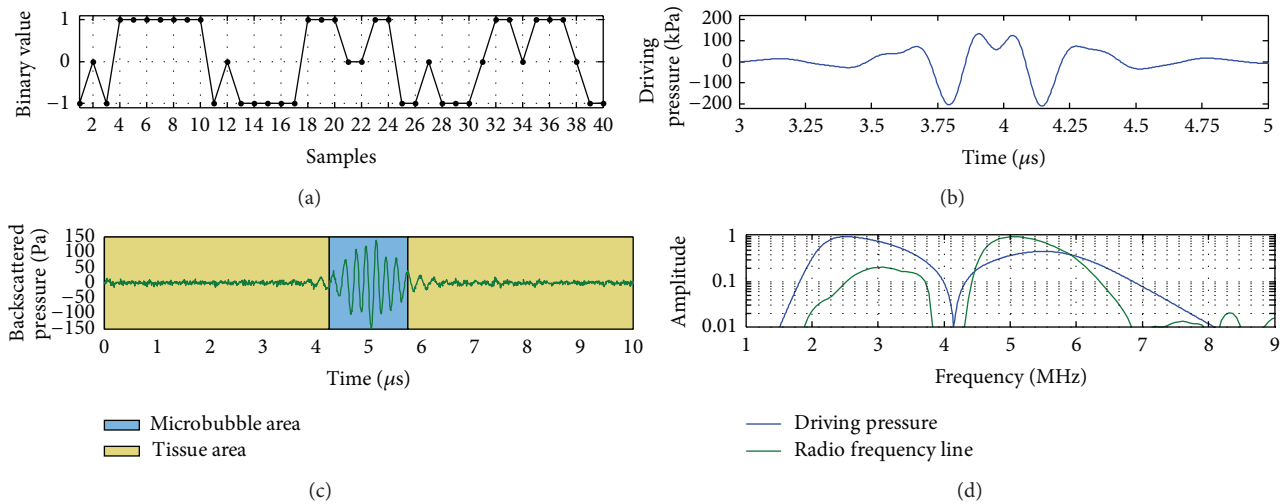 Binary value
1
0
−1
2 4 6 8 10 12 14 16 18 20 22 24 26 28 30 32 34 36 38 40
Samples
(a)
Driving
pressure (kPa)
200
100
0
−100
−200
3 3.25 3.5 3.75 4 4.25 4.5 4.75 5
Time (μs)
(b)
Backscattered
pressure (Pa)
150
100
50
0
−50
−100
−150
0 1 2 3 4 5 6 7 8 9 10
Time (μs)
Microbubble area
Tissue area
(c)
Amplitude
1
0.1
0.01
1 2 3 4 5 6 7 8 9
Frequency (MHz)
Driving pressure
Radio frequency line
(d)